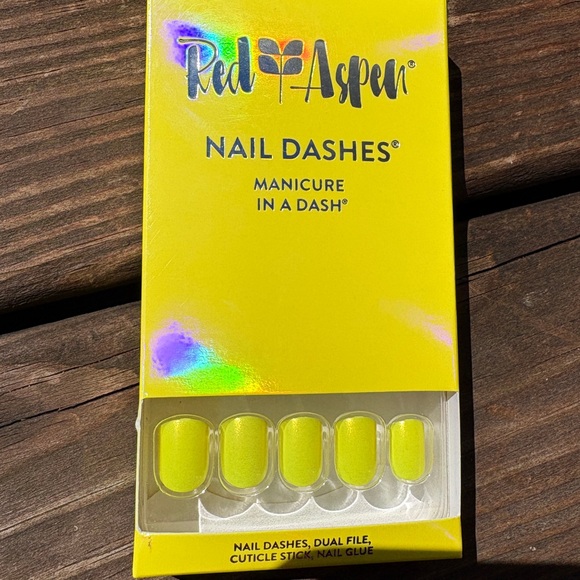 Red Aspen®
NAIL DASHES®
MANICURE
IN A DASH®
NAIL DASHES, DUAL FILE,
CUTICLE STICK, NAIL GLUE